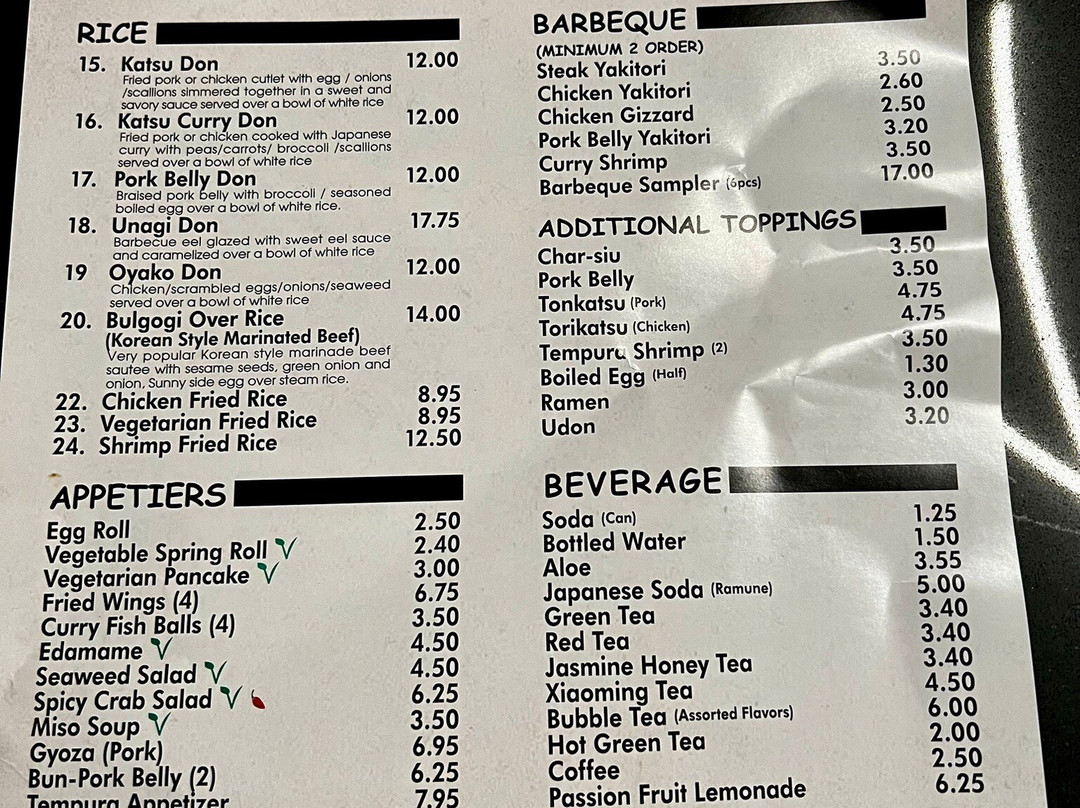 RICE
15. Katsu Don 12.00
Fried pork or chicken cutlet with egg / onions
/scallions simmered together in a sweet and
savory sauce served over a bowl of white rice
16. Katsu Curry Don 12.00
Fried pork or chicken cooked with Japanese
curry with peas/carrots/ broccoli /scallions
served over a bowl of white rice
17. Pork Belly Don 12.00
Braised pork belly with broccoli / seasoned
boiled egg over a bowl of white rice.
18. Unagi Don 17.75
Barbecue eel glazed with sweet eel sauce
and caramelized over a bowl of white rice
19 Oyako Don 12.00
Chicken/scrambled eggs/onions/seaweed
served over a bowl of white rice
20. Bulgogi Over Rice 14.00
(Korean Style Marinated Beef)
Very popular Korean style marinade beef
sautee with sesame seeds, green onion and
onion, Sunny side egg over steam rice.
22. Chicken Fried Rice 8.95
23. Vegetarian Fried Rice 8.95
24. Shrimp Fried Rice 12.50
APPETIERS
Egg Roll 2.50
Vegetable Spring Roll V 2.40
Vegetarian Pancake V 3.00
Fried Wings (4) 6.75
Curry Fish Balls (4) 3.50
Edamame V 4.50
Seaweed Salad V 4.50
Spicy Crab Salad V 6.25
Miso Soup V 3.50
Gyoza (Pork) 6.95
Bun-Pork Belly (2) 6.25
Tempura Appetizer 7.95
BARBEQUE
(MINIMUM 2 ORDER)
Steak Yakitori 3.50
Chicken Yakitori 2.60
Chicken Gizzard 2.50
Pork Belly Yakitori 3.20
Curry Shrimp 3.50
Barbeque Sampler (6pcs) 17.00
ADDITIONAL TOPPINGS
Char-siu 3.50
Pork Belly 3.50
Tonkatsu (Pork) 4.75
Torikatsu (Chicken) 4.75
Tempura Shrimp (2) 3.50
Boiled Egg (Half) 1.30
Ramen 3.00
Udon 3.20
BEVERAGE
Soda (Can) 1.25
Bottled Water 1.50
Aloe 3.55
Japanese Soda (Ramune) 5.00
Green Tea 3.40
Red Tea 3.40
Jasmine Honey Tea 3.40
Xiaoming Tea 4.50
Bubble Tea (Assorted Flavors) 6.00
Hot Green Tea 2.00
Coffee 2.50
Passion Fruit Lemonade 6.25